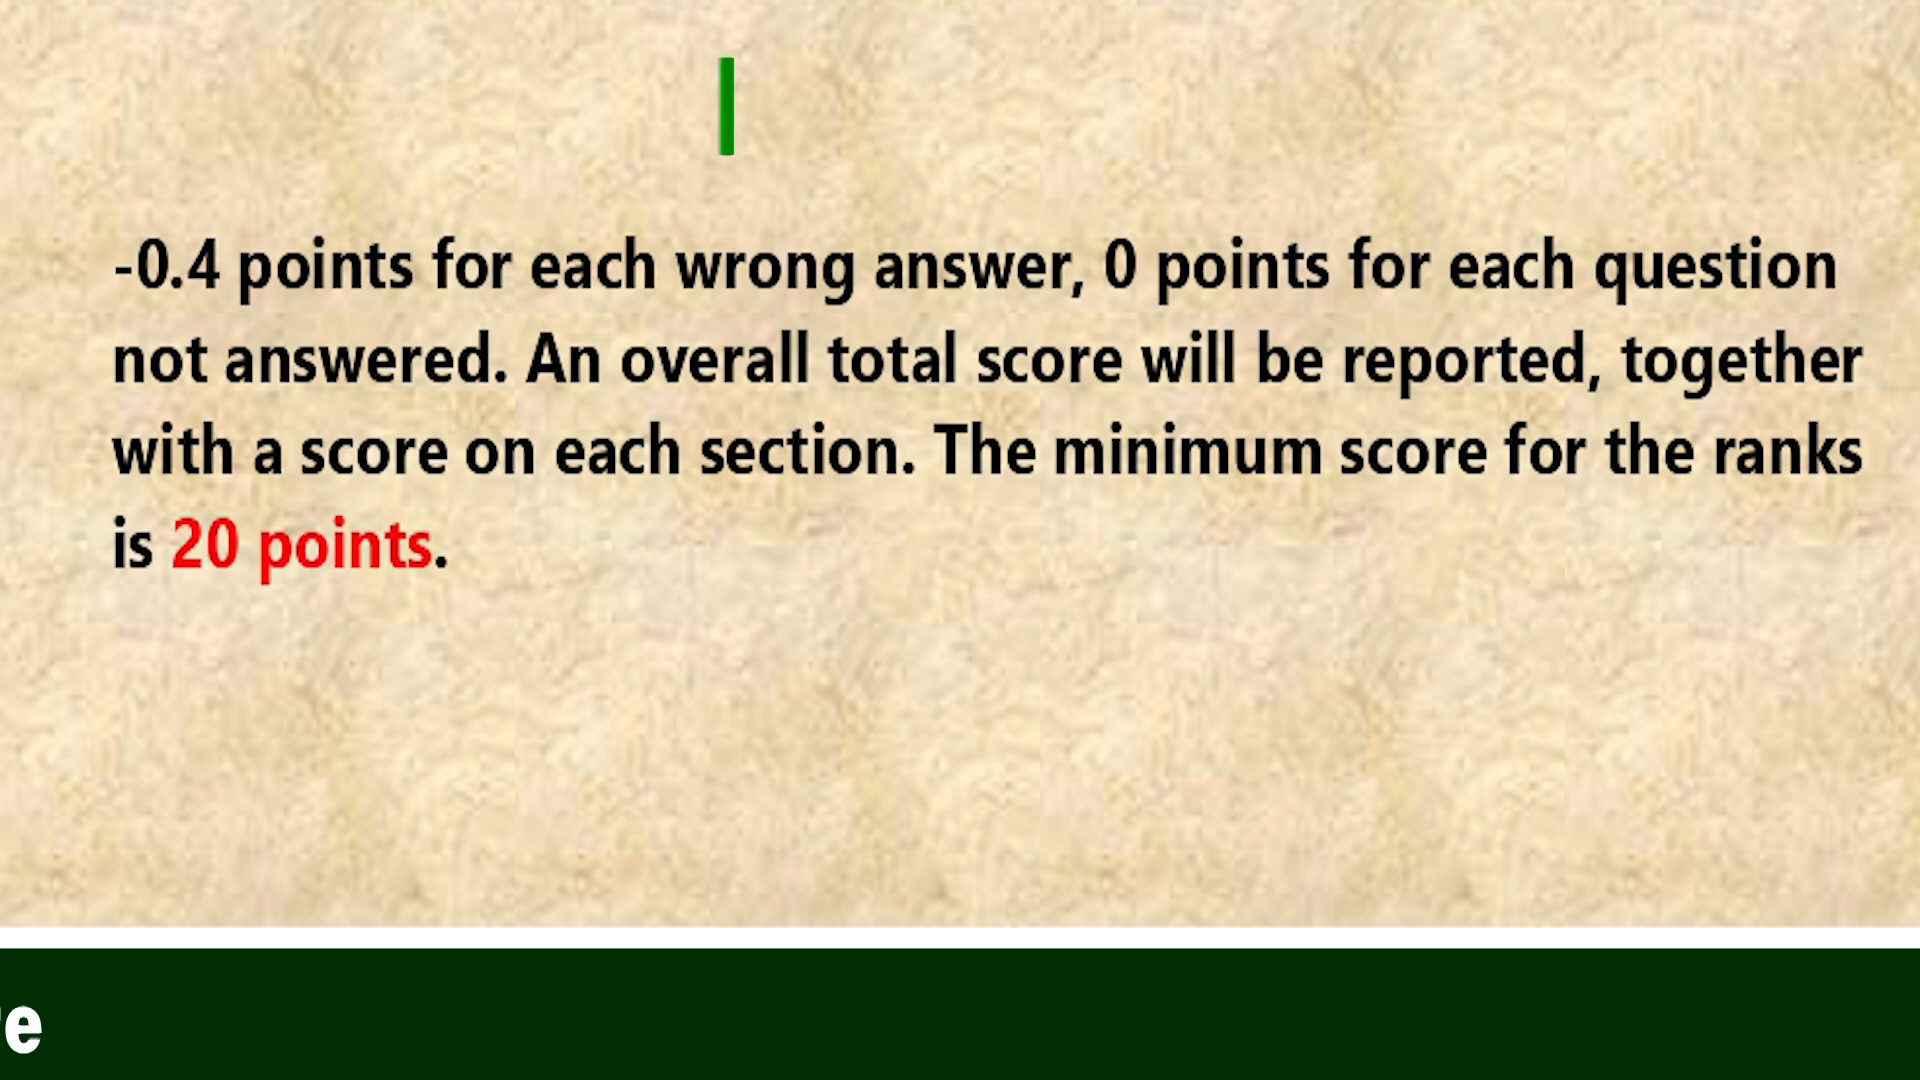 -0.4 points for each wrong answer, 0 points for each question
not answered. An overall total score will be reported, together
with a score on each section. The minimum score for the ranks
is 20 points.